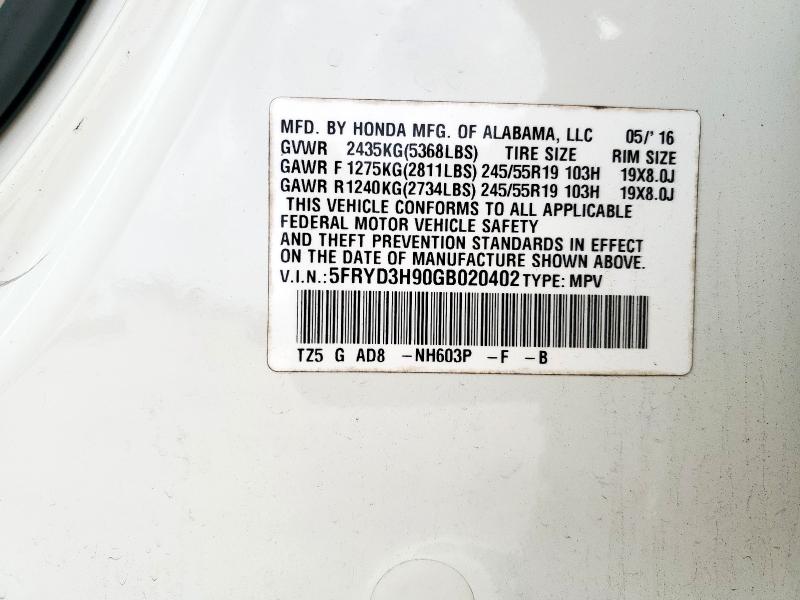 MFD. BY HONDA MFG. OF ALABAMA, LLC 05/'16
GVWR 2435KG(5368LBS) TIRE SIZE RIM SIZE
GAWR F 1275KG(2811LBS) 245/55R19 103H 19X8.0J
GAWR R1240KG(2734LBS) 245/55R19 103H 19X8.0J
THIS VEHICLE CONFORMS TO ALL APPLICABLE
FEDERAL MOTOR VEHICLE SAFETY
AND THEFT PREVENTION STANDARDS IN EFFECT
ON THE DATE OF MANUFACTURE SHOWN ABOVE.
V.I.N.: 5FRYD3H90GB020402 TYPE: MPV
TZ5 G AD8 -NH603P -F -B